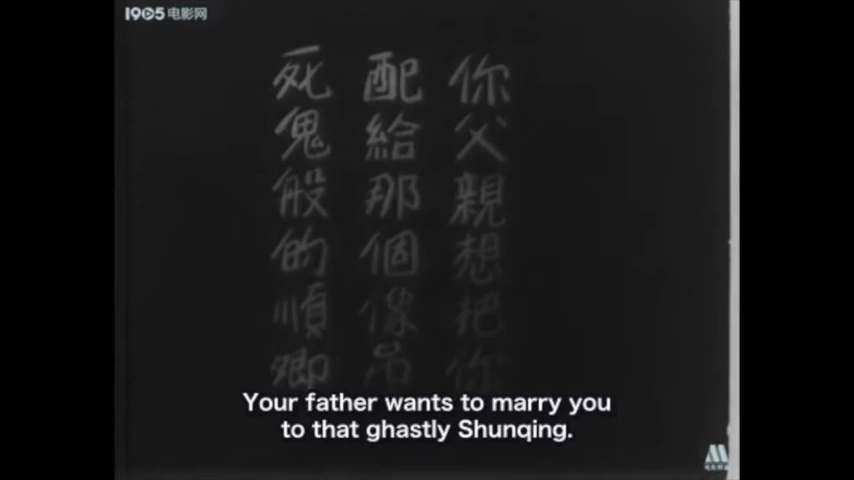 1905电影网
你父親想把你
配給那個像吊
死鬼般的順卿
Your father wants to marry you
to that ghastly Shunqing.